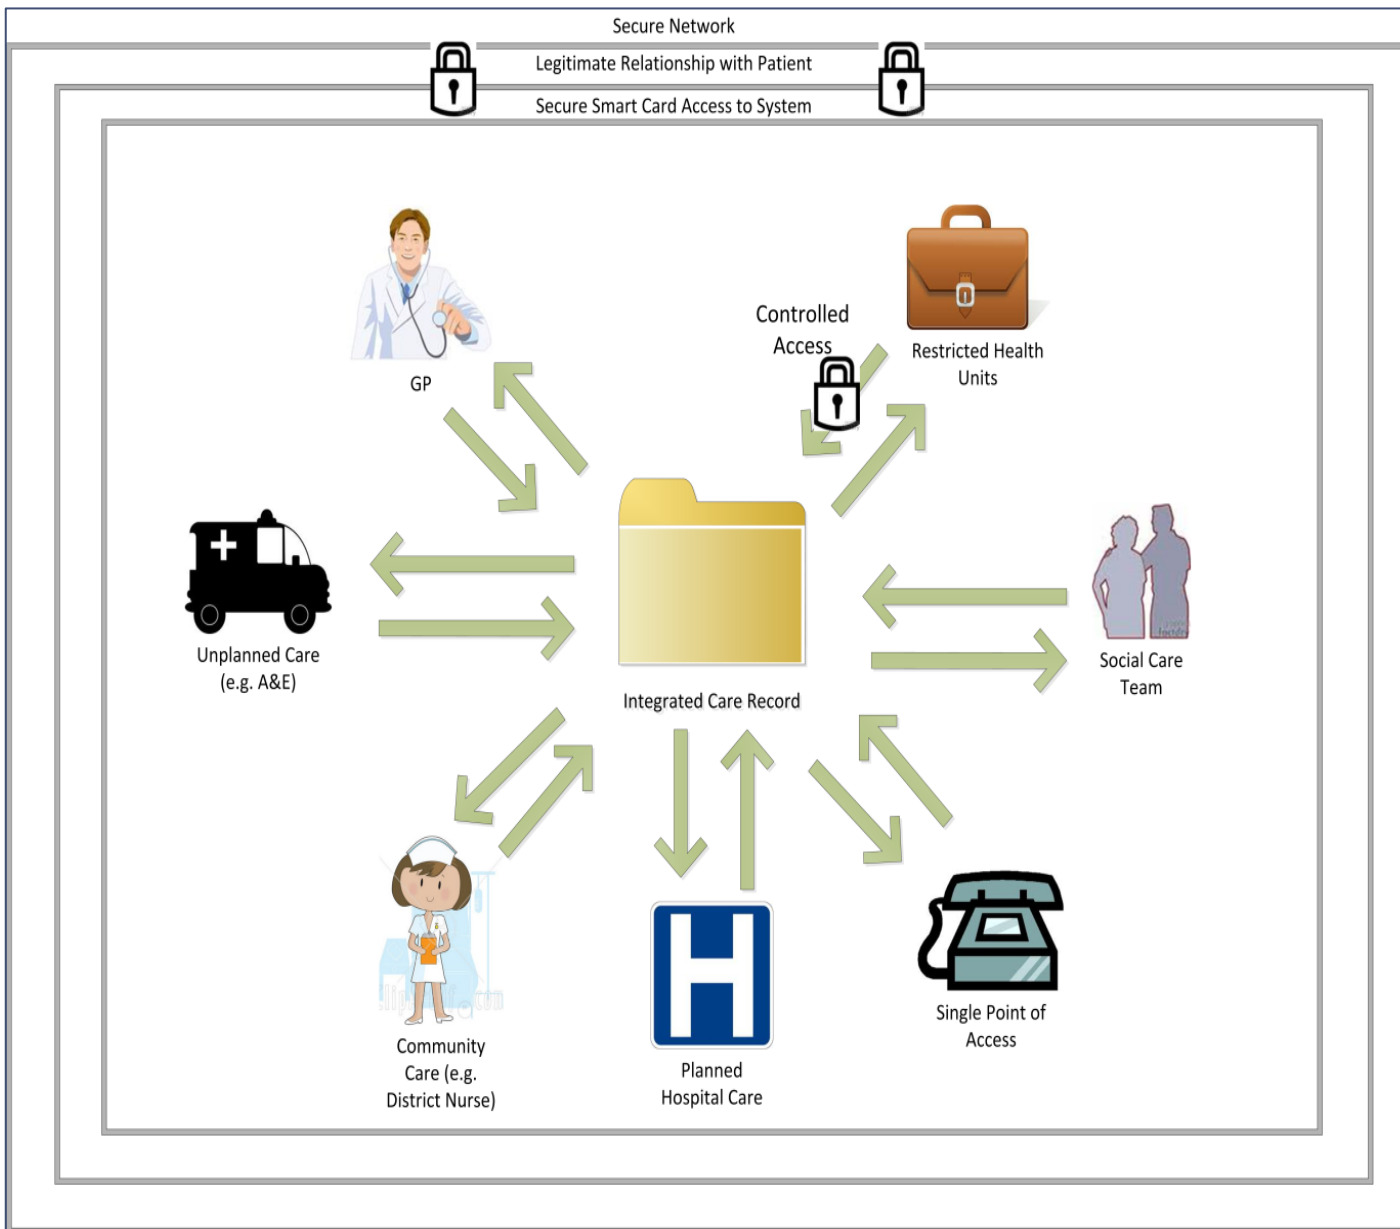 Secure Network
Legitimate Relationship with Patient
Secure Smart Card Access to System
Controlled
Access
Restricted Health
Units
GP
Unplanned Care
(e.g. A&E)
Integrated Care Record
Social Care
Team
Community
Care (e.g.
District Nurse)
H
Planned
Hospital Care
Single Point of
Access